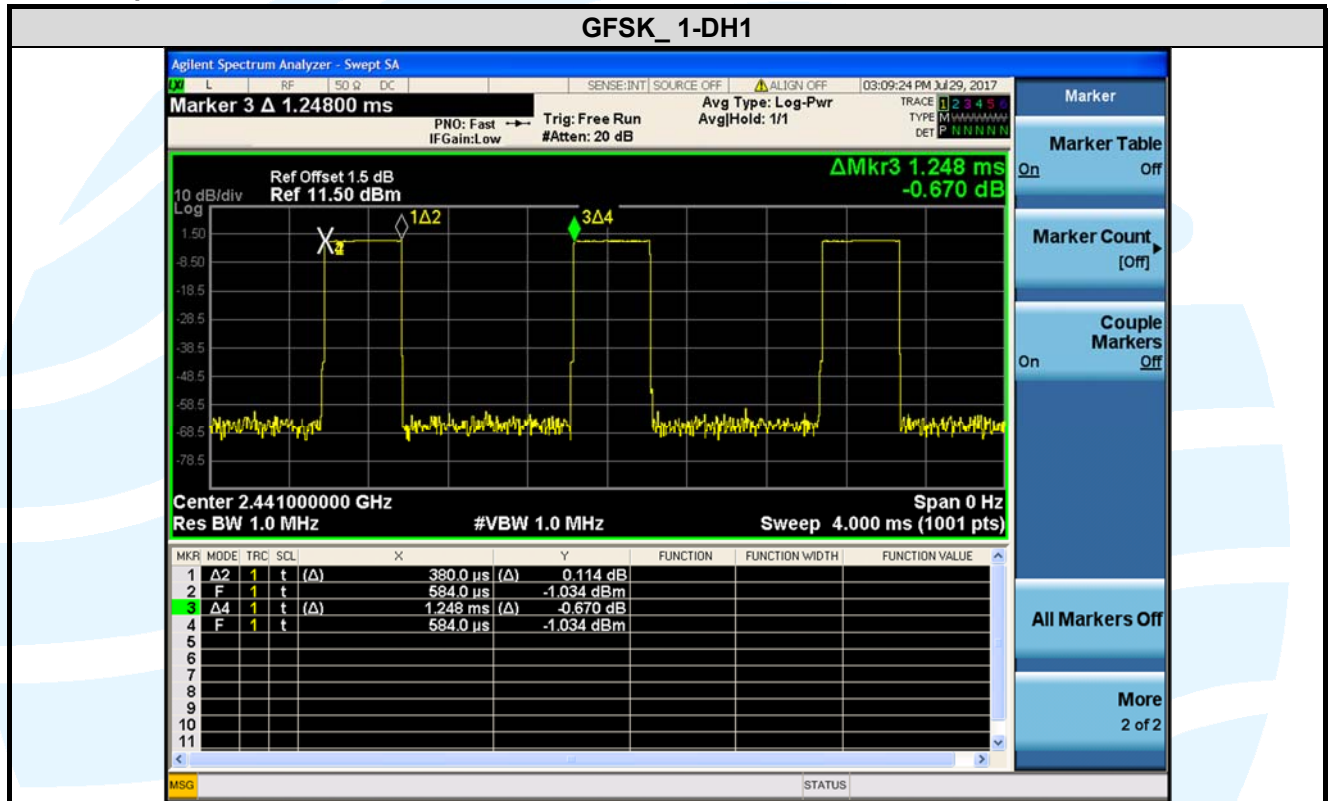 GFSK_ 1-DH1
Agilent Spectrum Analyzer - Swept SA
LXI L RF 50 Ω DC SENSE:INT SOURCE OFF ALIGN OFF 03:09:24 PM Jul 29, 2017
Marker 3 Δ 1.24800 ms
PNO: Fast
IFGain:Low
Trig: Free Run
#Atten: 20 dB
Avg Type: Log-Pwr
Avg|Hold: 1/1
TRACE 1 2 3 4 5 6
TYPE M WWWWW
DET P N N N N N
ΔMkr3 1.248 ms
-0.670 dB
Ref Offset 1.5 dB
10 dB/div Ref 11.50 dBm
Log
1Δ2
3Δ4
1.50
-8.50
-18.5
-28.5
-38.5
-48.5
-58.5
-68.5
-78.5
Center 2.441000000 GHz Span 0 Hz
Res BW 1.0 MHz #VBW 1.0 MHz Sweep 4.000 ms (1001 pts)
MKR MODE TRC SCL X Y FUNCTION FUNCTION WIDTH FUNCTION VALUE
1 Δ2 1 t (Δ) 380.0 µs (Δ) 0.114 dB
2 F 1 t 584.0 µs -1.034 dBm
3 Δ4 1 t (Δ) 1.248 ms (Δ) -0.670 dB
4 F 1 t 584.0 µs -1.034 dBm
5
6
7
8
9
10
11
MSG STATUS
Marker
Marker Table
On Off
Marker Count
[Off]
Couple
Markers
On Off
All Markers Off
More
2 of 2